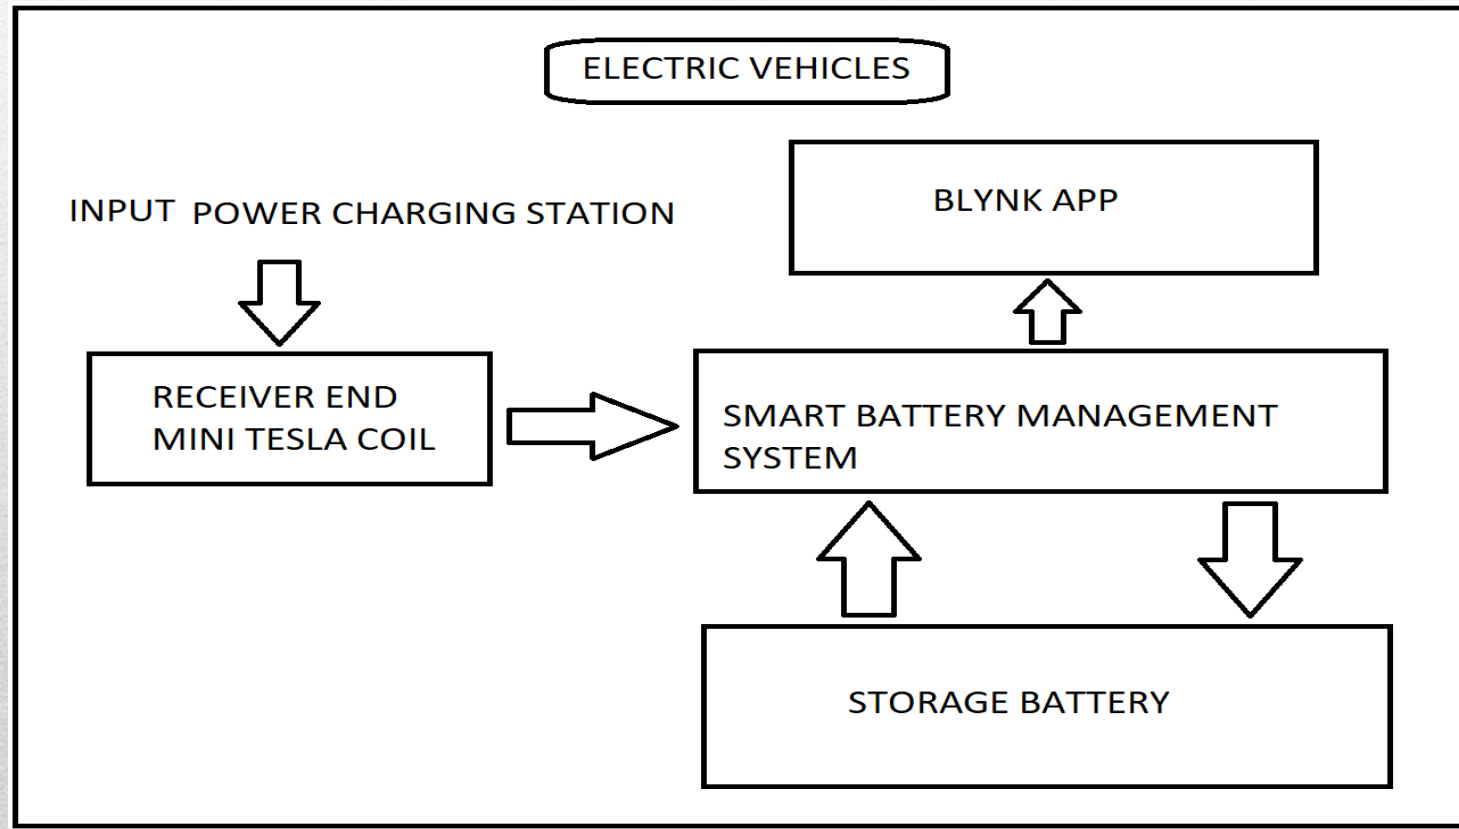 ELECTRIC VEHICLES
BLYNK APP
INPUT POWER CHARGING STATION
RECEIVER END
MINI TESLA COIL
SMART BATTERY MANAGEMENT
SYSTEM
STORAGE BATTERY